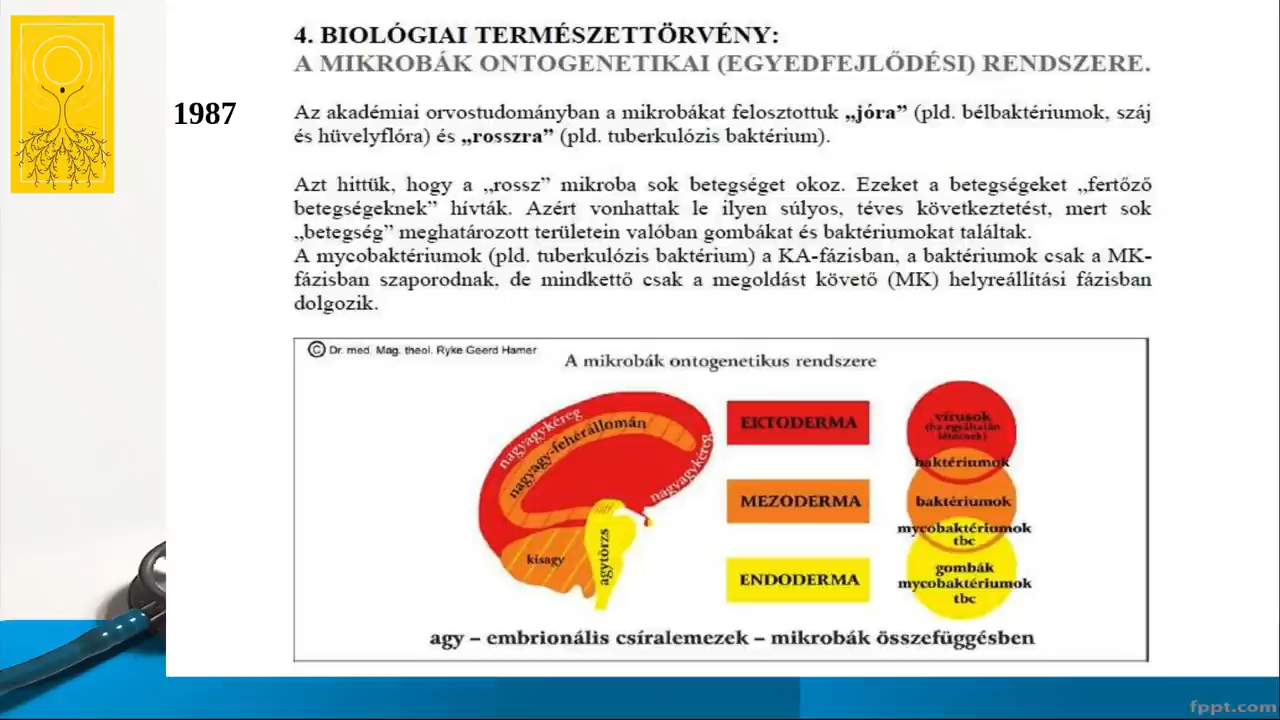 4. BIOLÓGIAI TERMÉSZETTÖRVÉNY:
A MIKROBÁK ONTOGENETIKAI (EGYEDFEJLŐDÉSI) RENDSZERE.
1987
Az akadémiai orvostudományban a mikrobákat felosztottuk „jóra” (pld. bélbaktériumok, száj
és hüvelyflóra) és „rosszra” (pld. tuberkulózis baktérium).
Azt hittük, hogy a „rossz” mikroba sok betegséget okoz. Ezeket a betegségeket „fertőző
betegségeknek” hívták. Azért vonhattak le ilyen súlyos, téves következtetést, mert sok
„betegség” meghatározott területein valóban gombákat és baktériumokat találtak.
A mycobaktériumok (pld. tuberkulózis baktérium) a KA-fázisban, a baktériumok csak a MK-
fázisban szaporodnak, de mindkettő csak a megoldást követő (MK) helyreállítási fázisban
dolgozik.
© Dr. med. Mag. theol. Ryke Geerd Hamer
A mikrobák ontogenetikus rendszere
nagyagykéreg
nagyagy-fehérállomán
nagyagykéreg
kisagy
agytörzs
EKTODERMA
MEZODERMA
ENDODERMA
vírusok
(ha egyáltalán
léteznek)
baktériumok
baktériumok
mycobaktériumok
tbc
gombák
mycobaktériumok
tbc
agy – embrionális csíralemezek – mikrobák összefüggésben
fppt.com